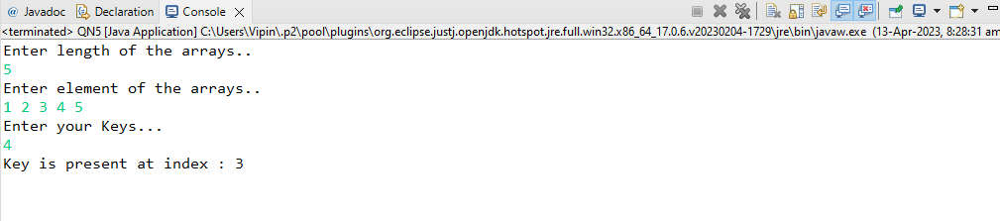 @ Javadoc Declaration Console
<terminated> QN5 [Java Application] C:\Users\Vipin\.p2\pool\plugins\org.eclipse.justj.openjdk.hotspot.jre.full.win32.x86_64_17.0.6.v20230204-1729\jre\bin\javaw.exe (13-Apr-2023, 8:28:31 am
Enter length of the arrays..
5
Enter element of the arrays..
1 2 3 4 5
Enter your Keys...
4
Key is present at index : 3